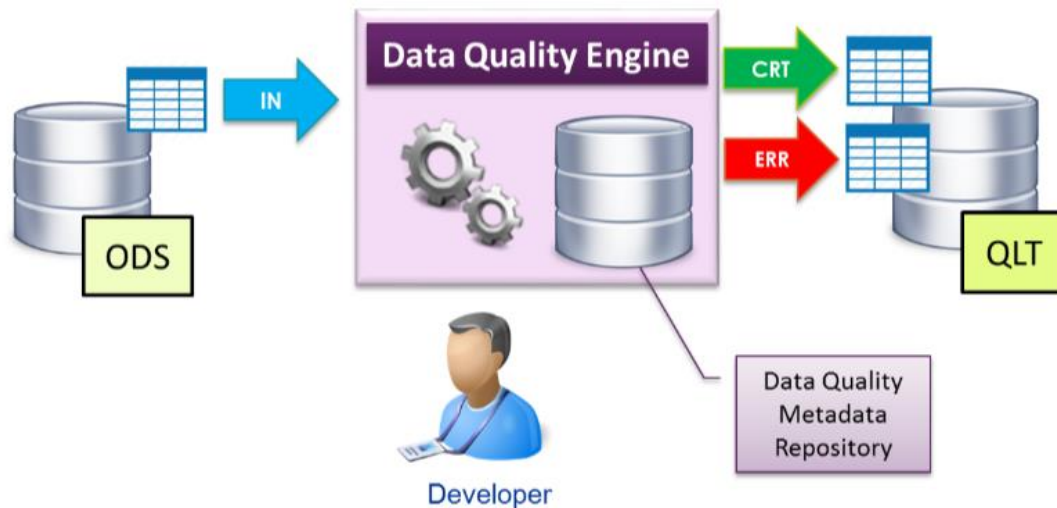 Data Quality Engine
IN
CRT
ERR
ODS
QLT
Data Quality
Metadata
Repository
Developer